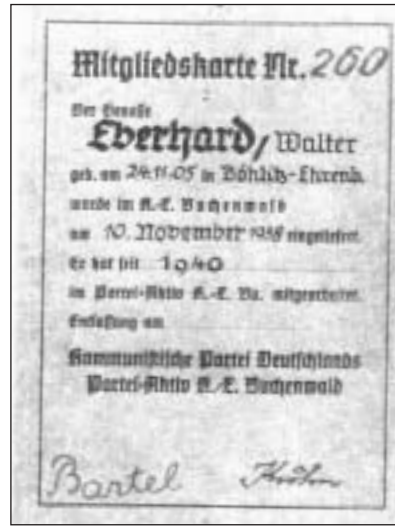 Mitgliedskarte Nr. 260
Der Genosse
Eberhard, Walter
geb. am 24.11.05 in Böhlitz-Ehrenb.
wurde im K.-L. Buchenwald
am 10. November 1938 eingeliefert.
Er hat seit 1940
im Partei-Aktiv K.-L. Bu. mitgearbeitet.
Entlassung am
Kommunistische Partei Deutschlands
Partei-Aktiv K.-L. Buchenwald
Bartel